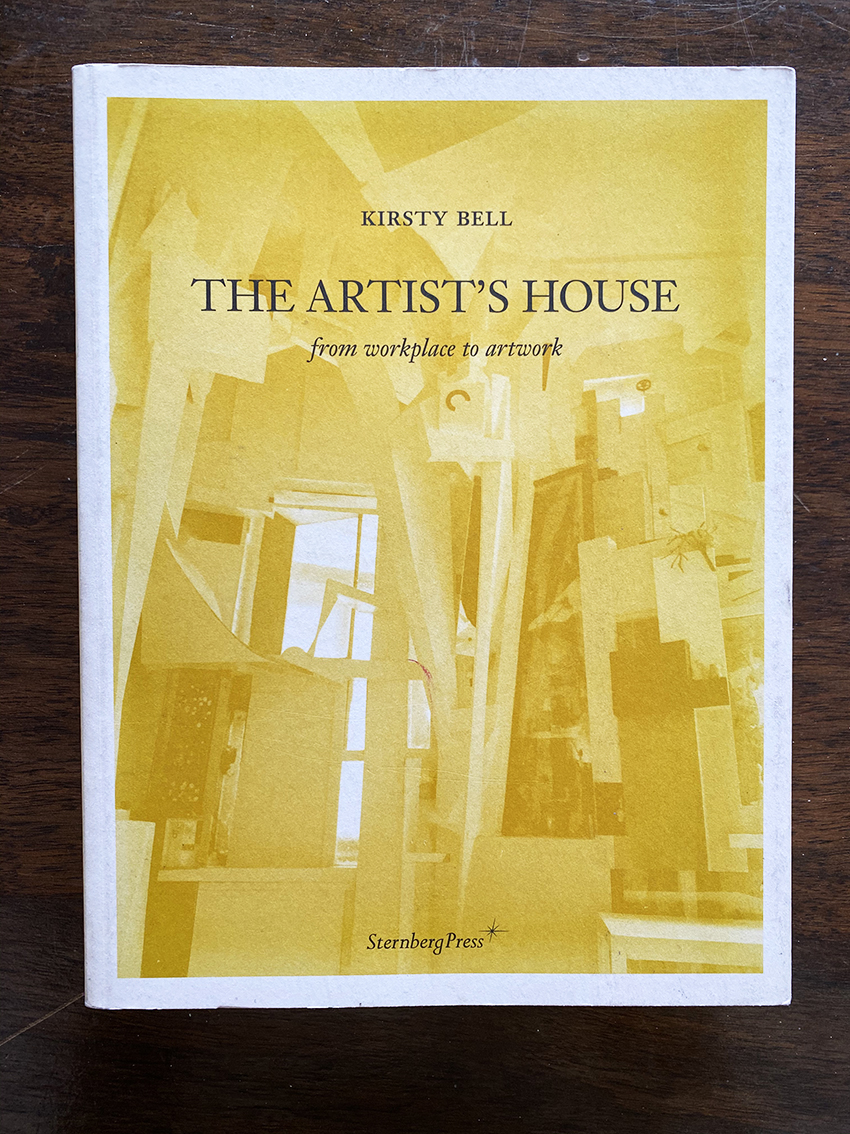 KIRSTY BELL
THE ARTIST’S HOUSE
from workplace to artwork
SternbergPress